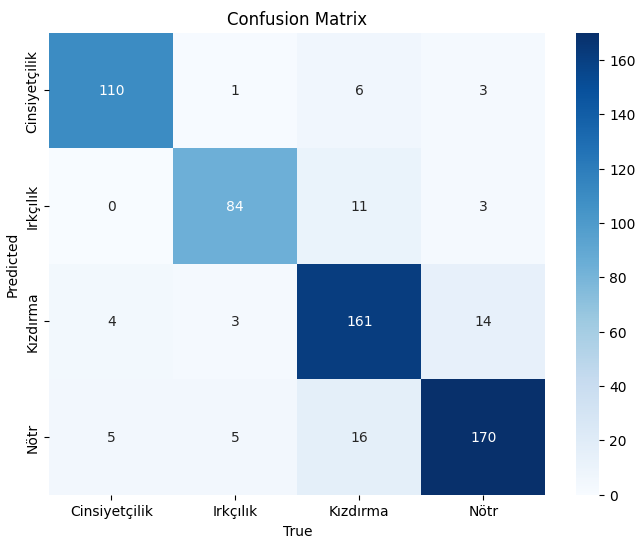 Confusion Matrix
Cinsiyetçilik 110 1 6 3
Irkçılık 0 84 11 3
Kızdırma 4 3 161 14
Nötr 5 5 16 170
Predicted
Cinsiyetçilik Irkçılık Kızdırma Nötr
True
160
140
120
100
80
60
40
20
0